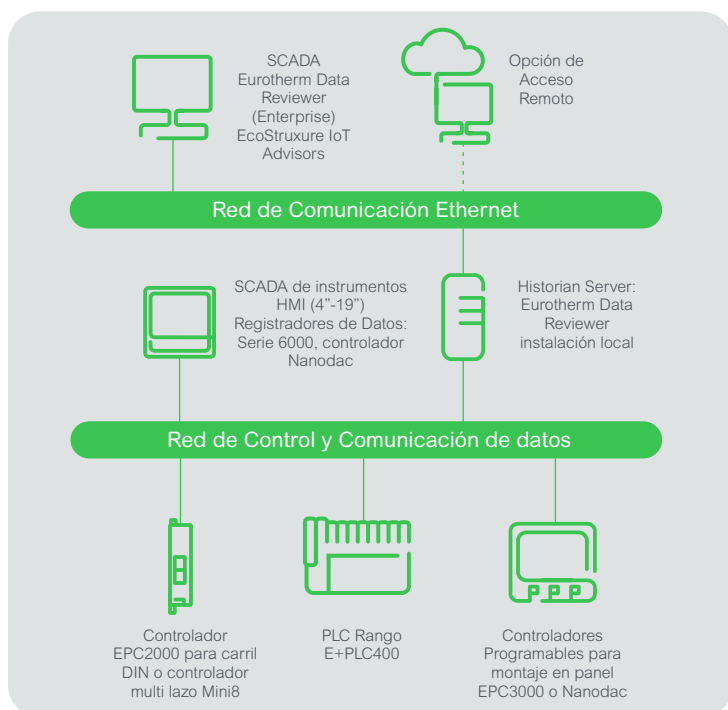 SCADA
Eurotherm Data
Reviewer
(Enterprise)
EcoStruxure IoT
Advisors
Opción de
Acceso
Remoto
Red de Comunicación Ethernet
SCADA de instrumentos
HMI (4”-19”)
Registradores de Datos:
Serie 6000, controlador
Nanodac
Historian Server:
Eurotherm Data
Reviewer
instalación local
Red de Control y Comunicación de datos
Controlador
EPC2000 para carril
DIN o controlador
multi lazo Mini8
PLC Rango
E+PLC400
Controladores
Programables para
montaje en panel
EPC3000 o Nanodac